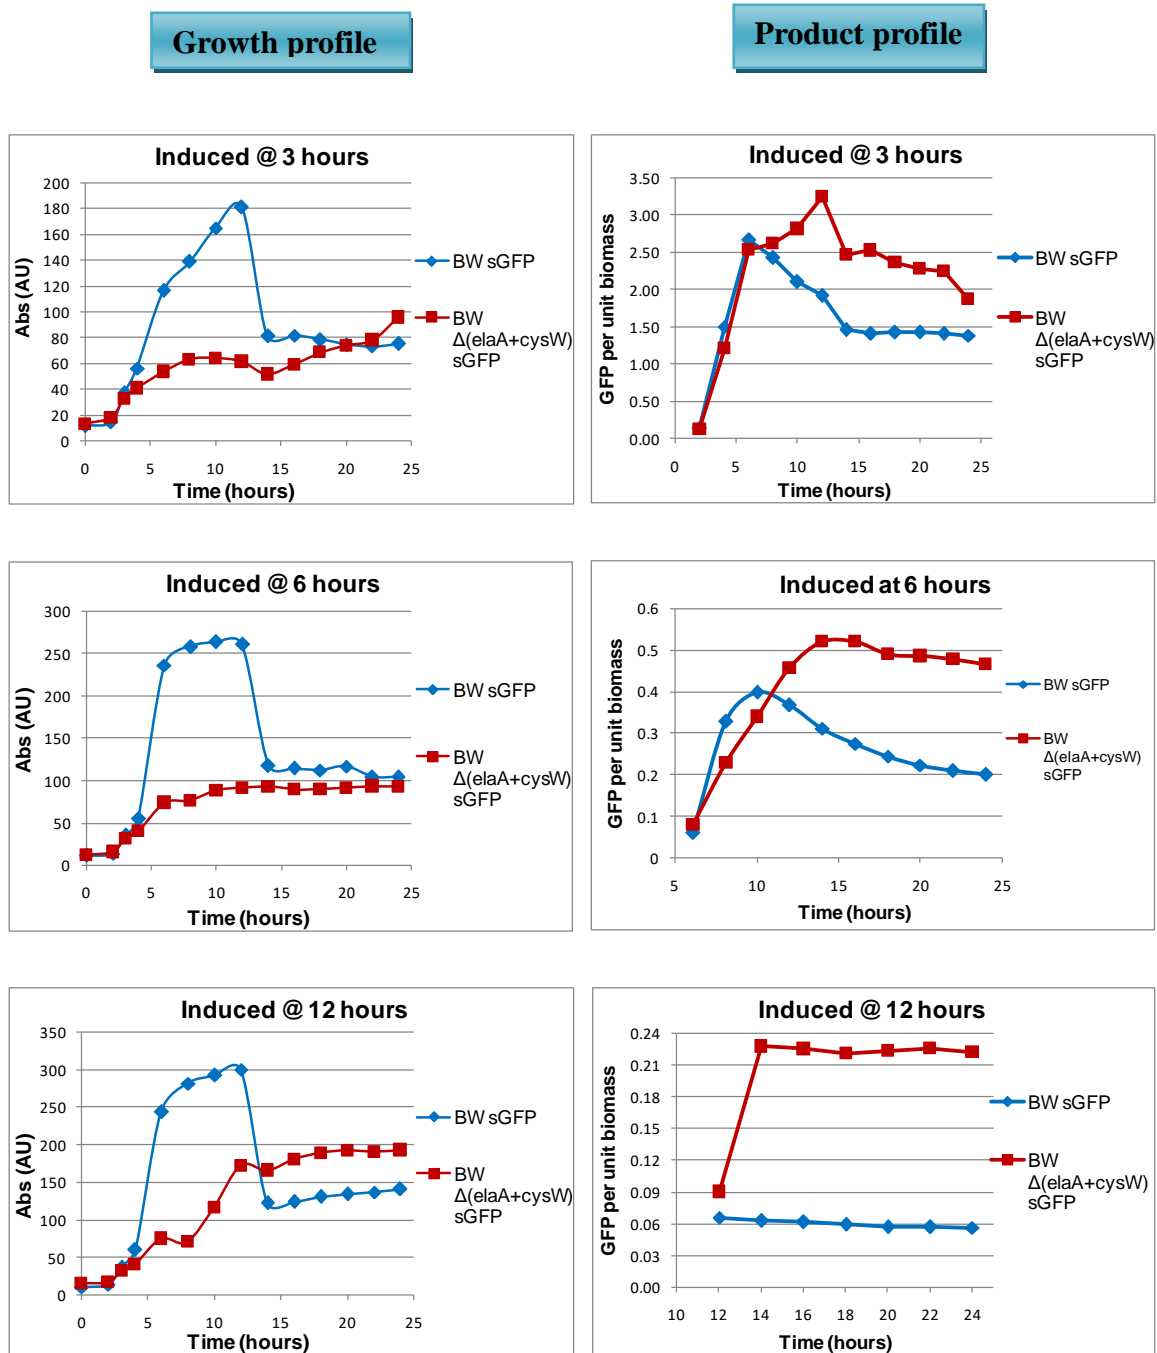 Growth profile
Product profile
Induced @ 3 hours
200
180
160
140
120
100
80
60
40
20
0
Abs (AU)
0 5 10 15 20 25
Time (hours)
BW sGFP
BW
Δ(elaA+cysW)
sGFP
Induced @ 3 hours
3.50
3.00
2.50
2.00
1.50
1.00
0.50
0.00
GFP per unit biomass
0 5 10 15 20 25
Time (hours)
BW sGFP
BW
Δ(elaA+cysW)
sGFP
Induced @ 6 hours
300
250
200
150
100
50
0
Abs (AU)
0 5 10 15 20 25
Time (hours)
BW sGFP
BW
Δ(elaA+cysW)
sGFP
Induced at 6 hours
0.6
0.5
0.4
0.3
0.2
0.1
0
GFP per unit biomass
5 10 15 20 25
Time (hours)
BW sGFP
BW
Δ(elaA+cysW)
sGFP
Induced @ 12 hours
350
300
250
200
150
100
50
0
Abs (AU)
0 5 10 15 20 25
Time (hours)
BW sGFP
BW
Δ(elaA+cysW)
sGFP
Induced @ 12 hours
0.24
0.21
0.18
0.15
0.12
0.09
0.06
0.03
0.00
GFP per unit biomass
10 12 14 16 18 20 22 24
Time (hours)
BW sGFP
BW
Δ(elaA+cysW)
sGFP